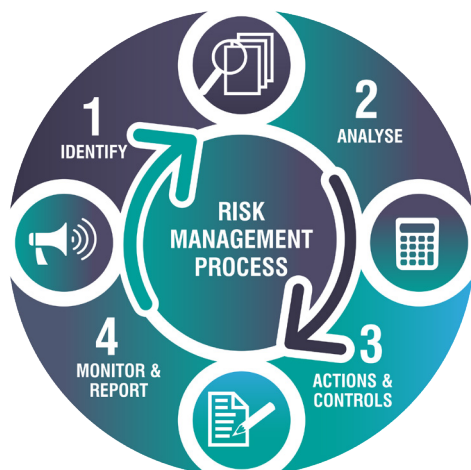 1
IDENTIFY
2
ANALYSE
RISK
MANAGEMENT
PROCESS
3
ACTIONS &
CONTROLS
4
MONITOR &
REPORT